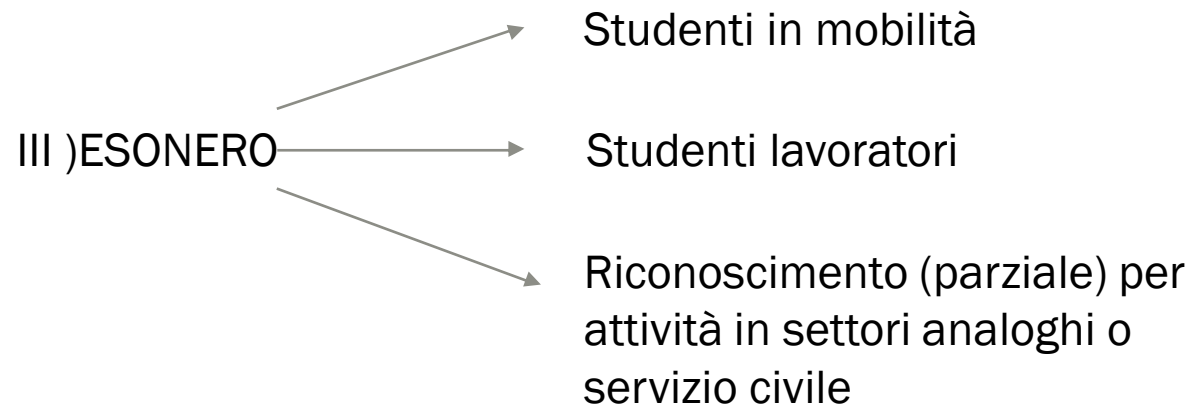 Studenti in mobilità
III )ESONERO
Studenti lavoratori
Riconoscimento (parziale) per
attività in settori analoghi o
servizio civile